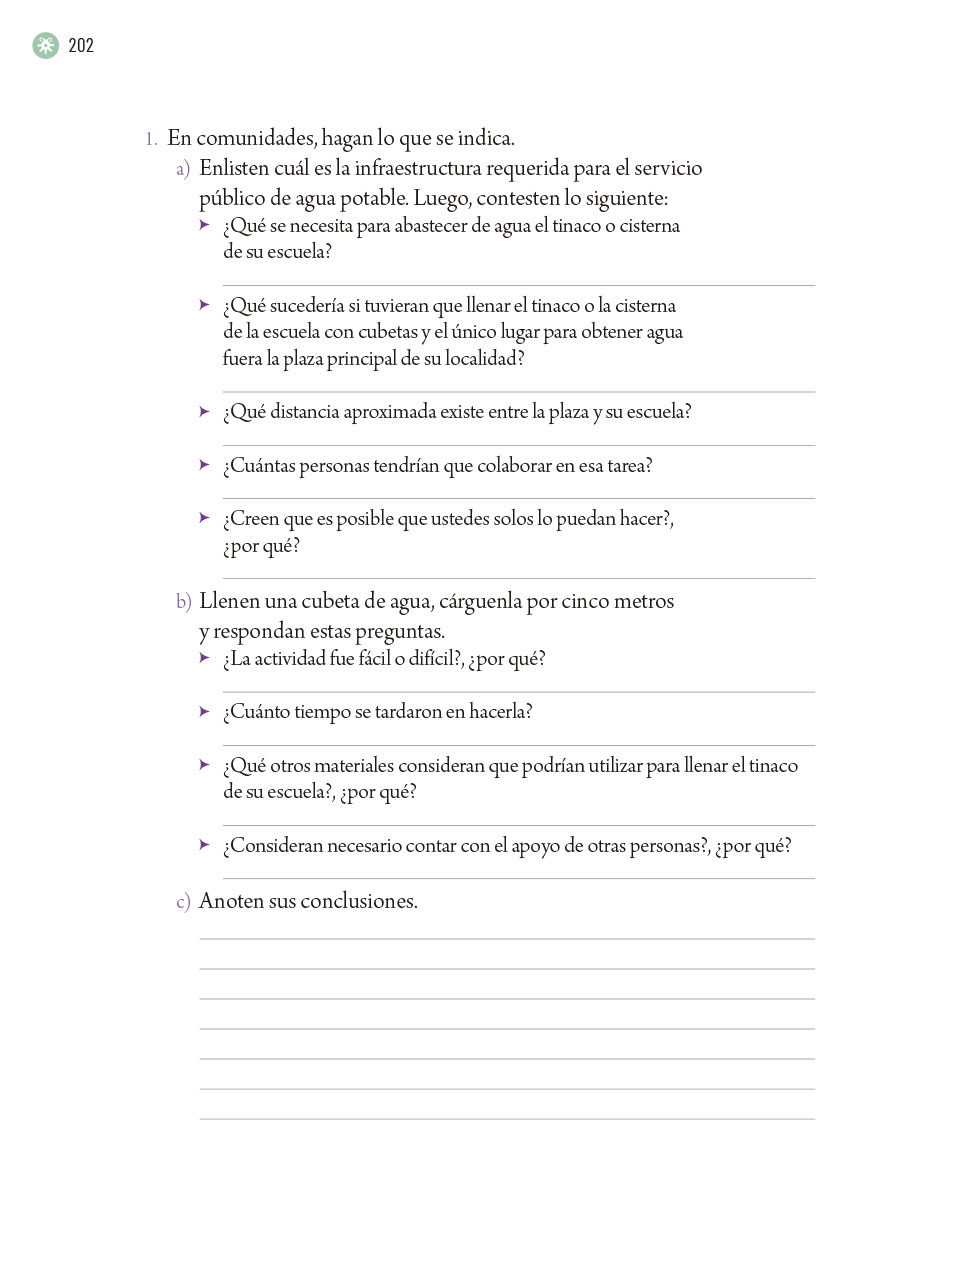 202
1. En comunidades, hagan lo que se indica.
a) Enlisten cuál es la infraestructura requerida para el servicio
público de agua potable. Luego, contesten lo siguiente:
➤ ¿Qué se necesita para abastecer de agua el tinaco o cisterna
de su escuela?
➤ ¿Qué sucedería si tuvieran que llenar el tinaco o la cisterna
de la escuela con cubetas y el único lugar para obtener agua
fuera la plaza principal de su localidad?
➤ ¿Qué distancia aproximada existe entre la plaza y su escuela?
➤ ¿Cuántas personas tendrían que colaborar en esa tarea?
➤ ¿Creen que es posible que ustedes solos lo puedan hacer?,
¿por qué?
b) Llenen una cubeta de agua, cárguenla por cinco metros
y respondan estas preguntas.
➤ ¿La actividad fue fácil o difícil?, ¿por qué?
➤ ¿Cuánto tiempo se tardaron en hacerla?
➤ ¿Qué otros materiales consideran que podrían utilizar para llenar el tinaco
de su escuela?, ¿por qué?
➤ ¿Consideran necesario contar con el apoyo de otras personas?, ¿por qué?
c) Anoten sus conclusiones.